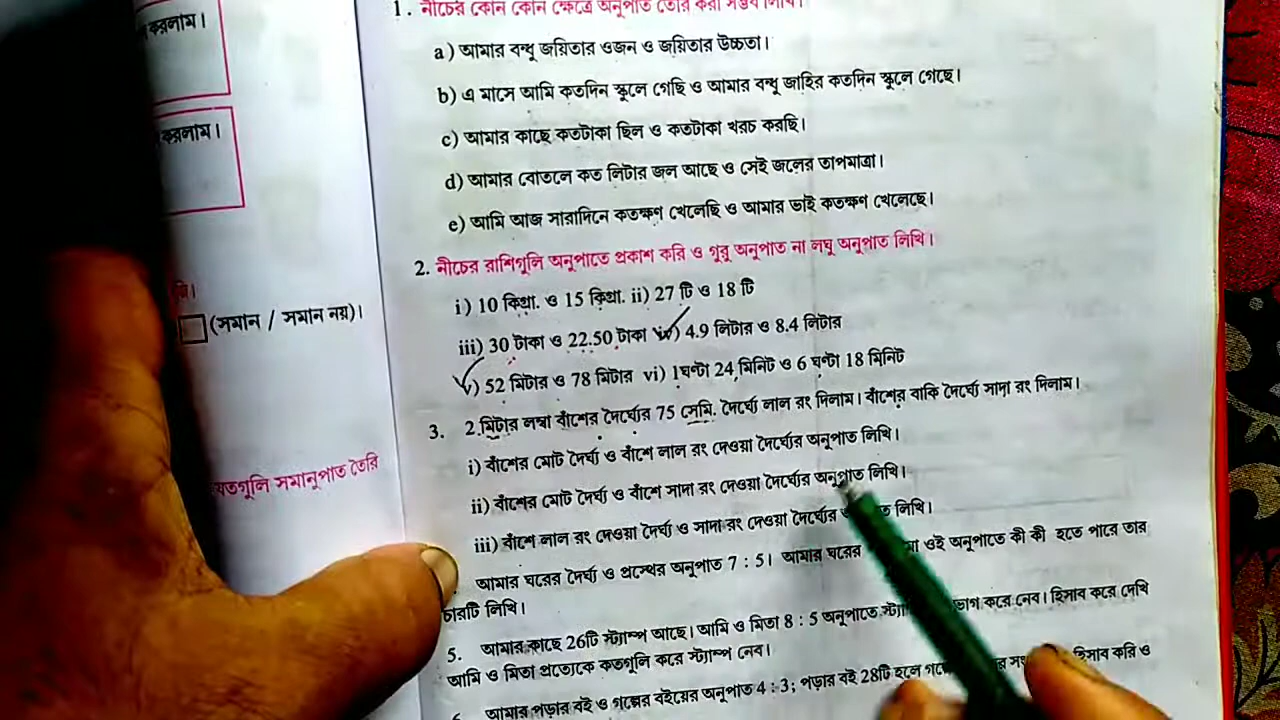 করলাম।
করলাম।
(সমান / সমান নয়)।
সমানুপাত তৈরি
1. নীচের কোন কোন ক্ষেত্রে অনুপাত তৈরি করা সম্ভব লিখি।
a) আমার বন্ধু জয়িতার ওজন ও জয়িতার উচ্চতা।
b) এ মাসে আমি কতদিন স্কুলে গেছি ও আমার বন্ধু জাহির কতদিন স্কুলে গেছে।
c) আমার কাছে কতটাকা ছিল ও কতটাকা খরচ করছি।
d) আমার বোতলে কত লিটার জল আছে ও সেই জলের তাপমাত্রা।
e) আমি আজ সারাদিনে কতক্ষণ খেলেছি ও আমার ভাই কতক্ষণ খেলেছে।
2. নীচের রাশিগুলি অনুপাতে প্রকাশ করি ও গুরু অনুপাত না লঘু অনুপাত লিখি।
i) 10 কিগ্রা. ও 15 কিগ্রা. ii) 27 টি ও 18 টি
iii) 30 টাকা ও 22.50 টাকা iv) 4.9 লিটার ও 8.4 লিটার
v) 52 মিটার ও 78 মিটার vi) 1ঘণ্টা 24 মিনিট ও 6 ঘণ্টা 18 মিনিট
3. 2 মিটার লম্বা বাঁশের দৈর্ঘ্যের 75 সেমি. দৈর্ঘ্যে লাল রং দিলাম। বাঁশের বাকি দৈর্ঘ্যে সাদা রং দিলাম।
i) বাঁশের মোট দৈর্ঘ্য ও বাঁশে লাল রং দেওয়া দৈর্ঘ্যের অনুপাত লিখি।
ii) বাঁশের মোট দৈর্ঘ্য ও বাঁশে সাদা রং দেওয়া দৈর্ঘ্যের অনুপাত লিখি।
iii) বাঁশে লাল রং দেওয়া দৈর্ঘ্য ও সাদা রং দেওয়া দৈর্ঘ্যের লিখি।
আমার ঘরের দৈর্ঘ্য ও প্রস্থের অনুপাত 7 : 5। আমার ঘরের ওই অনুপাতে কী কী হতে পারে তার
চারটি লিখি।
5. আমার কাছে 26টি স্ট্যাম্প আছে। আমি ও মিতা 8 : 5 অনুপাতে ভাগ করে নেব। হিসাব করে দেখি
আমি ও মিতা প্রত্যেকে কতগুলি করে স্ট্যাম্প নেব।
আমার পড়ার বই ও গল্পের বইয়ের অনুপাত 4 : 3; পড়ার বই 28টি হলে হিসাব করি ও